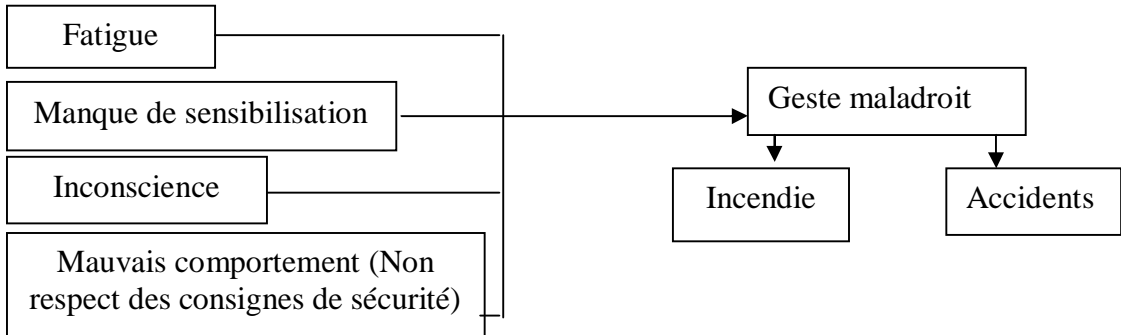 Fatigue
Manque de sensibilisation
Inconscience
Mauvais comportement (Non
respect des consignes de sécurité)
Geste maladroit
Incendie
Accidents